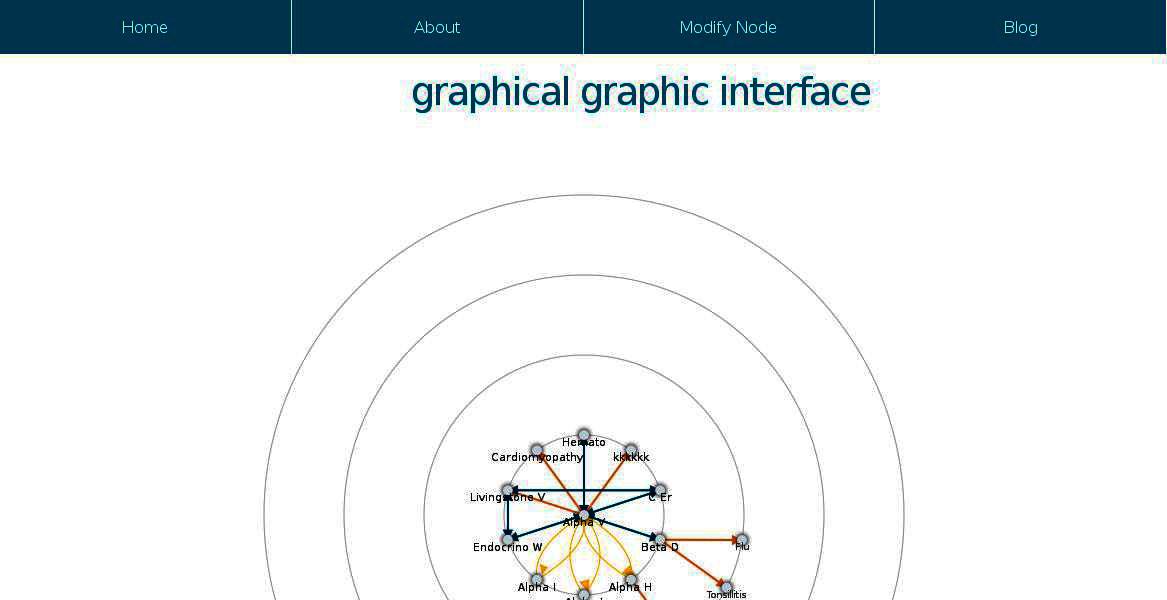 Home
About
Modify Node
Blog
graphical graphic interface
Hemato
Cardiomyopathy
kkkkkk
Livingstone V
C Er
Alpha V
Endocrino W
Beta D
Flu
Alpha I
Alpha H
Tonsillitis